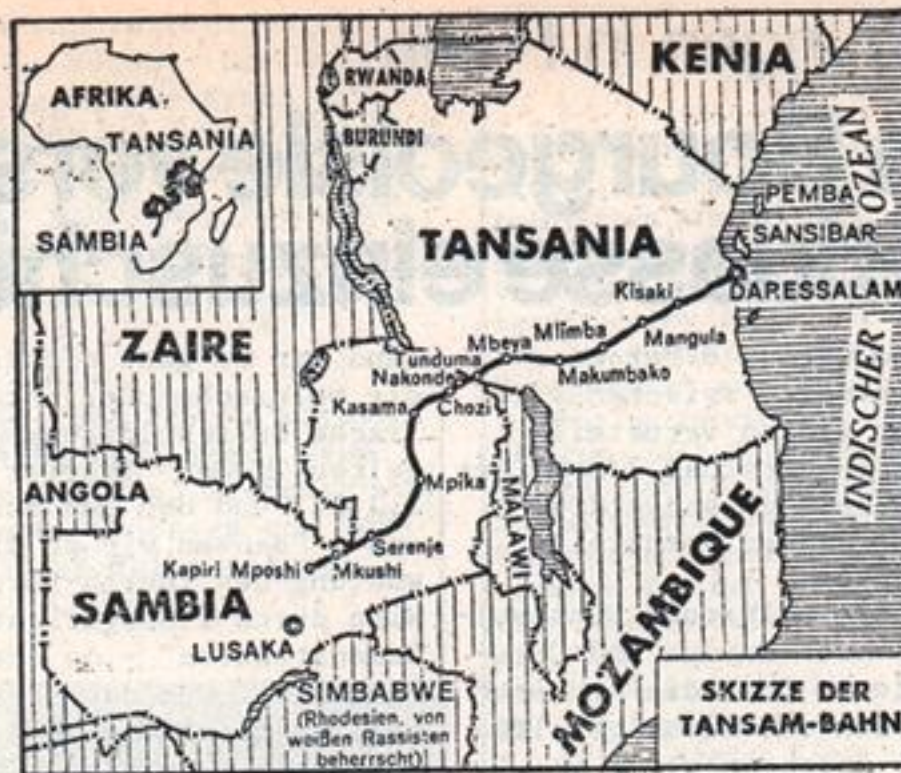 AFRIKA
TANSANIA
SAMBIA
RWANDA
BURUNDI
KENIA
PEMBA
SANSIBAR
OZEAN
INDISCHER
TANSANIA
DARESSALAM
Kisaki
Mangula
Mlimba
Makumbako
Mbeya
Tunduma
Nakonde
Chozi
Kasama
Mpika
Serenje
Mkushi
Kapiri Mposhi
ZAIRE
ANGOLA
SAMBIA
LUSAKA
MALAWI
MOZAMBIQUE
SIMBABWE
(Rhodesien, von
weißen Rassisten
beherrscht)
SKIZZE DER
TANSAM-BAHN